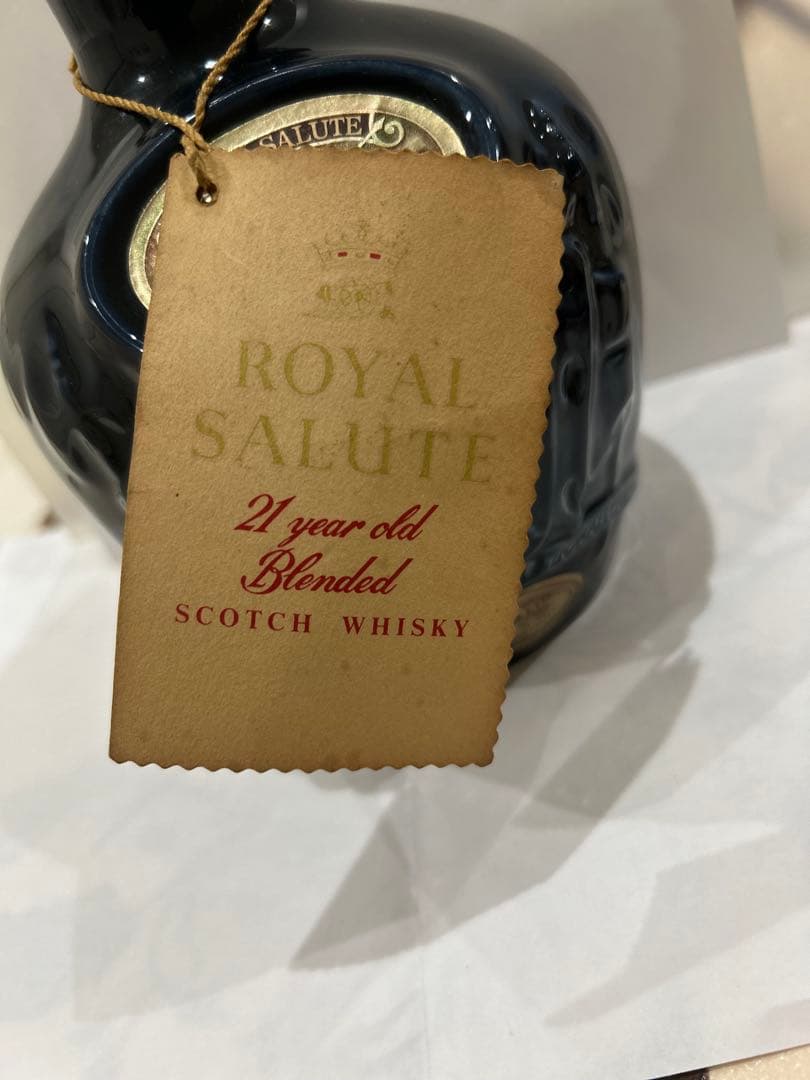 SALUTE
ROYAL
SALUTE
21 year old
Blended
SCOTCH WHISKY